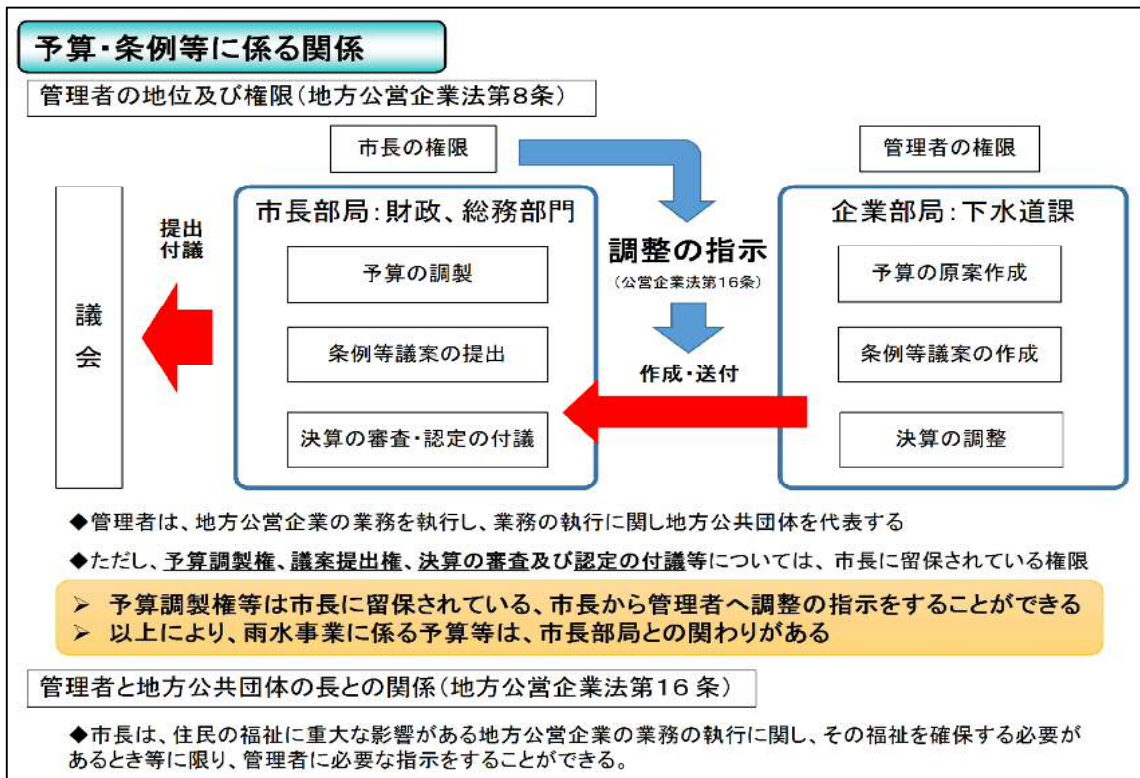 予算・条例等に係る関係
管理者の地位及び権限(地方公営企業法第8条)
市長の権限
管理者の権限
議会
提出
付議
市長部局:財政、総務部門
予算の調製
条例等議案の提出
決算の審査・認定の付議
調整の指示
(公営企業法第16条)
作成・送付
企業部局:下水道課
予算の原案作成
条例等議案の作成
決算の調整
◆管理者は、地方公営企業の業務を執行し、業務の執行に関し地方公共団体を代表する
◆ただし、予算調製権、議案提出権、決算の審査及び認定の付議等については、市長に留保されている権限
➢ 予算調製権等は市長に留保されている、市長から管理者へ調整の指示をすることができる
➢ 以上により、雨水事業に係る予算等は、市長部局との関わりがある
管理者と地方公共団体の長との関係(地方公営企業法第16条)
◆市長は、住民の福祉に重大な影響がある地方公営企業の業務の執行に関し、その福祉を確保する必要が
あるとき等に限り、管理者に必要な指示をすることができる。